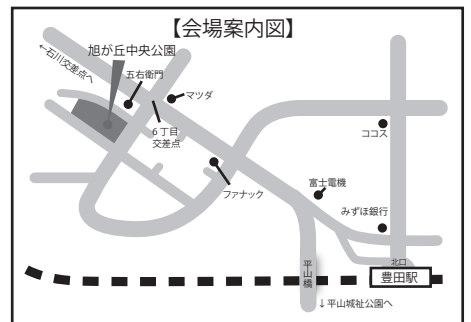 【会場案内図】
←石川交差点へ
旭が丘中央公園
五右衛門
マツダ
6丁目
交差点
ココス
ファナック
富士電機
みずほ銀行
平山橋
北口
豊田駅
↓平山城祉公園へ